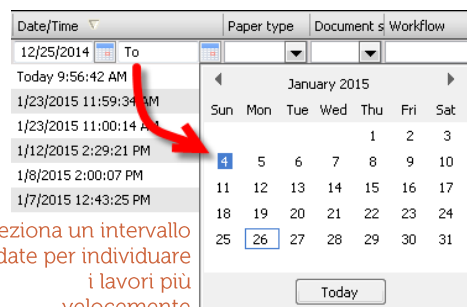 Date/Time Paper type Document s Workflow
12/25/2014 To
Today 9:56:42 AM
1/23/2015 11:59:34 AM
1/23/2015 11:00:14 AM
1/12/2015 2:29:21 PM
1/8/2015 2:00:07 PM
1/7/2015 12:43:25 PM
January 2015
Sun Mon Tue Wed Thu Fri Sat
1 2 3
4 5 6 7 8 9 10
11 12 13 14 15 16 17
18 19 20 21 22 23 24
25 26 27 28 29 30 31
Today
eziona un intervallo
date per individuare
i lavori più
velocemente